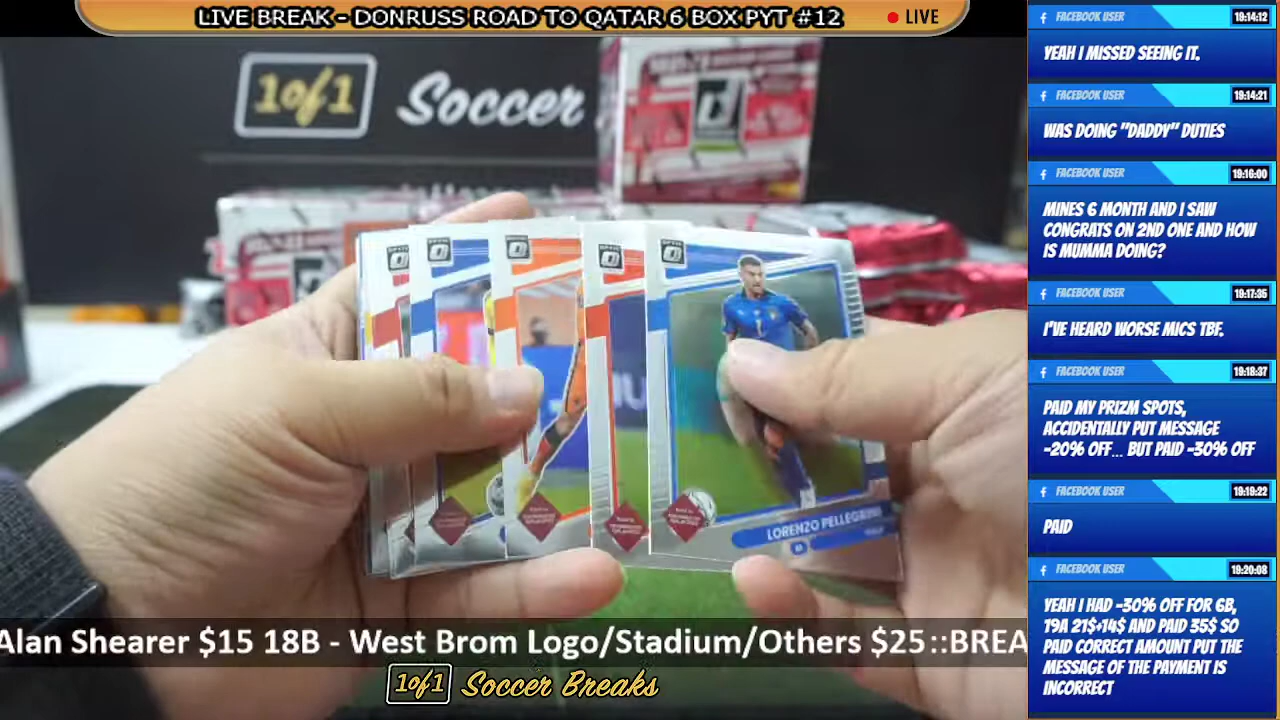 LIVE BREAK - DONRUSS ROAD TO QATAR 6 BOX PYT #12
LIVE
1of1 Soccer
LORENZO PELLEGRINI
Alan Shearer $15 18B - West Brom Logo/Stadium/Others $25::BREA
1of1 Soccer Breaks
FACEBOOK USER 19:14:12
YEAH I MISSED SEEING IT.
FACEBOOK USER 19:14:21
WAS DOING "DADDY" DUTIES
FACEBOOK USER 19:16:00
MINES 6 MONTH AND I SAW
CONGRATS ON 2ND ONE AND HOW
IS MUMMA DOING?
FACEBOOK USER 19:17:35
I'VE HEARD WORSE MICS TBF.
FACEBOOK USER 19:18:37
PAID MY PRIZM SPOTS,
ACCIDENTALLY PUT MESSAGE
-20% OFF... BUT PAID -30% OFF
FACEBOOK USER 19:19:22
PAID
FACEBOOK USER 19:20:08
YEAH I HAD -30% OFF FOR 6B,
19A 21$+14$ AND PAID 35$ SO
PAID CORRECT AMOUNT PUT THE
MESSAGE OF THE PAYMENT IS
INCORRECT